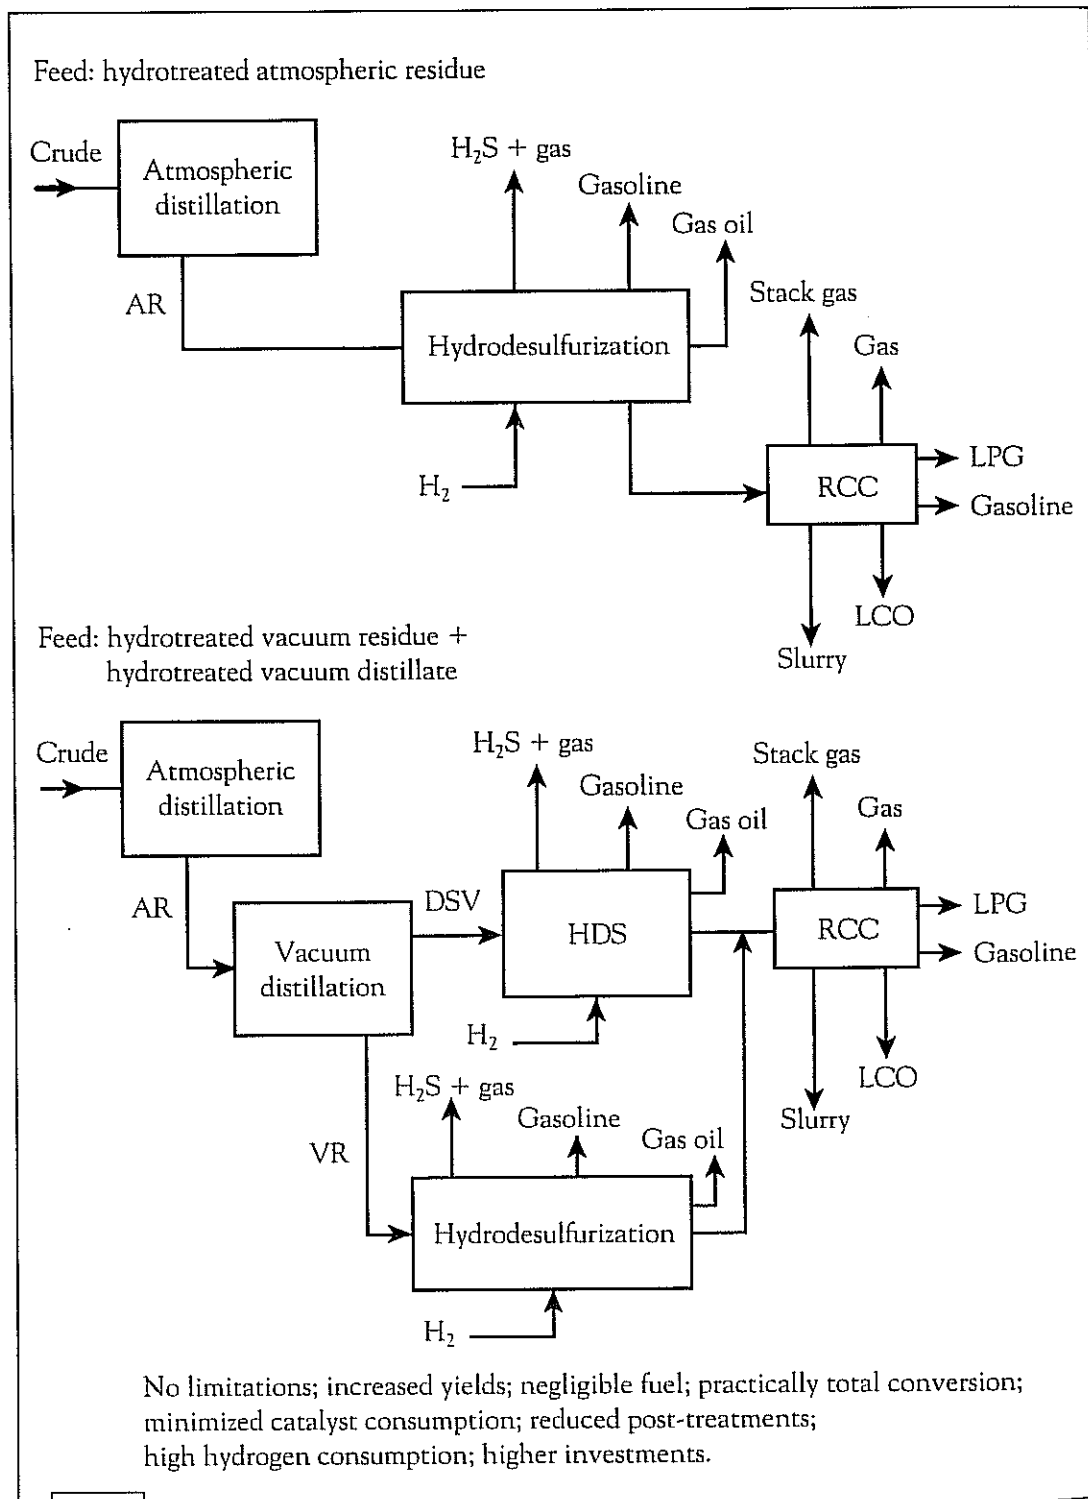 Feed: hydrotreated atmospheric residue
Crude
Atmospheric
distillation
AR
H₂S + gas
Gasoline
Gas oil
Hydrodesulfurization
H₂
Stack gas
Gas
RCC
LPG
Gasoline
LCO
Slurry
Feed: hydrotreated vacuum residue +
hydrotreated vacuum distillate
Crude
Atmospheric
distillation
AR
Vacuum
distillation
DSV
H₂S + gas
Gasoline
Gas oil
HDS
H₂
Stack gas
Gas
RCC
LPG
Gasoline
LCO
Slurry
VR
H₂S + gas
Gasoline
Gas oil
Hydrodesulfurization
H₂
No limitations; increased yields; negligible fuel; practically total conversion;
minimized catalyst consumption; reduced post-treatments;
high hydrogen consumption; higher investments.